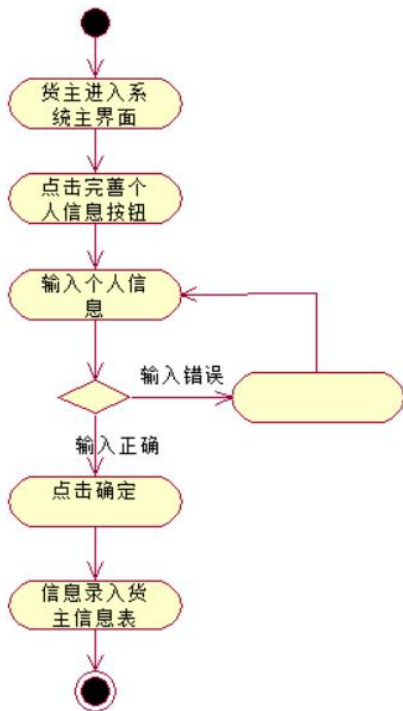 货主进入系
统主界面
点击完善个
人信息按钮
输入个人信
息
输入错误
输入正确
点击确定
信息录入货
主信息表